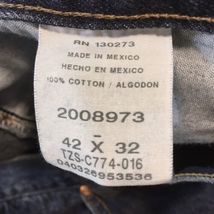 RN 130273
MADE IN MEXICO
HECHO EN MEXICO
100% COTTON / ALGODON
2008973
-
42 X 32
TZS-C774-016
040326953536